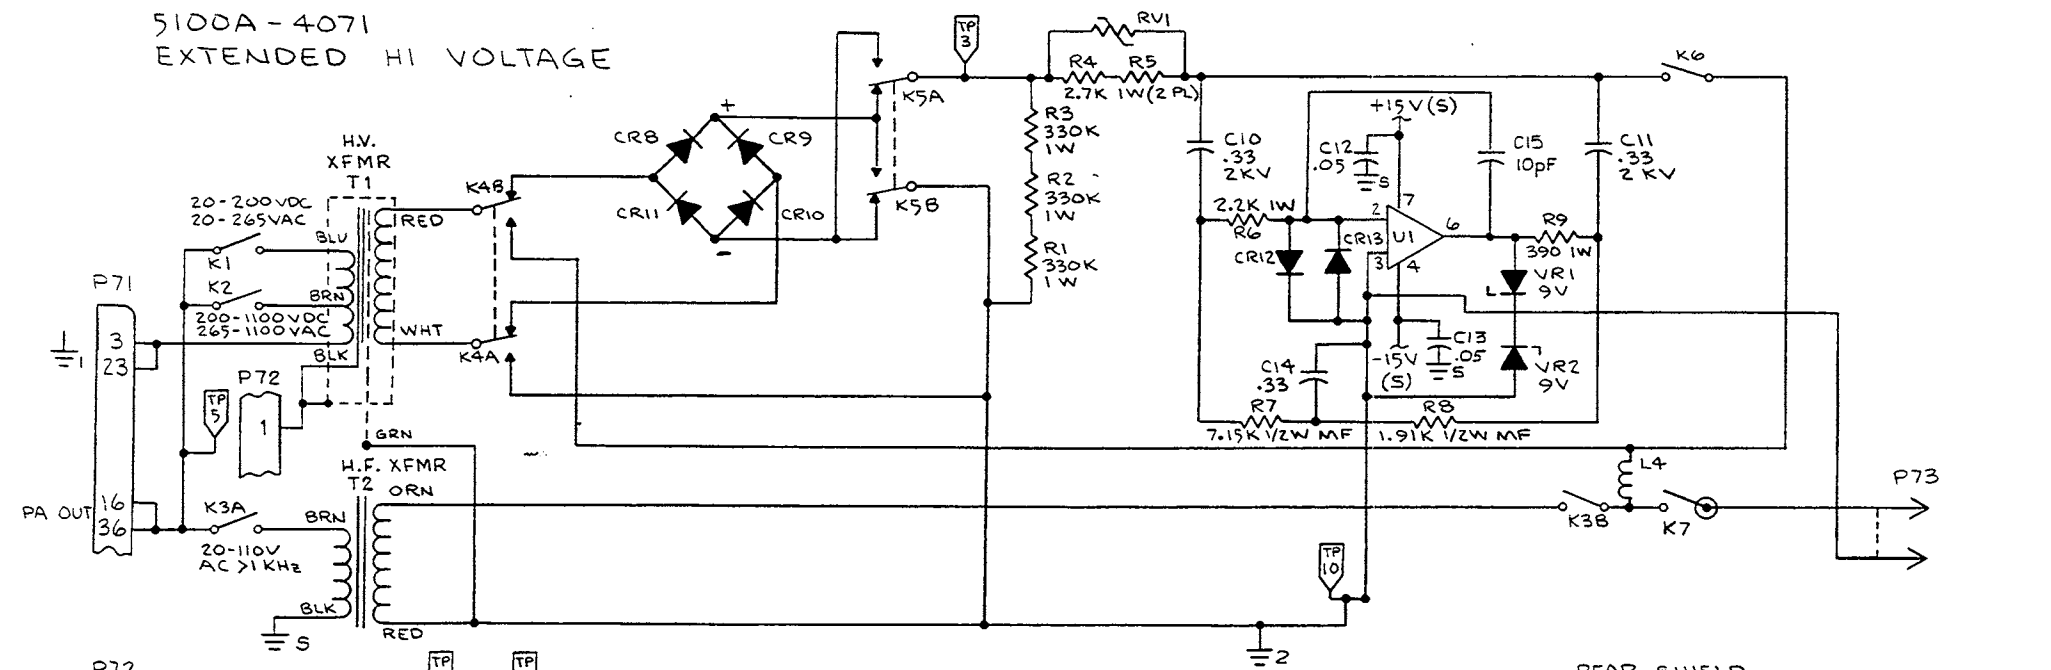 5100A-4071
EXTENDED HI VOLTAGE
TP
3
RV1
R4 R5
2.7K 1W(2 PL)
K6
K5A
+
CR8
CR9
CR11
CR10
-
K5B
R3
330K
1W
R2
330K
1W
R1
330K
1W
C10
.33
2KV
+15V(S)
C12
.05
S
C15
10pF
C11
.33
2 KV
H.V.
XFMR
T1
K4B
RED
20-200VDC
20-265VAC
BLU
K1
K2
BRN
200-1100VDC
265-1100VAC
WHT
BLK
K4A
P71
3
23
1
2.2K 1W
R6
2
7
6
U1
3
4
R9
390 1W
CR12
CR13
VR1
9V
C13
.05
S
-15V
(S)
VR2
9V
C14
.33
R7
7.15K 1/2W MF
R8
1.91K 1/2W MF
TP
5
P72
1
GRN
H.F. XFMR
T2
ORN
L4
P73
16
PA OUT
36
K3A
BRN
20-110V
AC >1KHz
BLK
S
RED
K3B
K7
TP
10
2
TP
TP
P72
REAR SHIELD